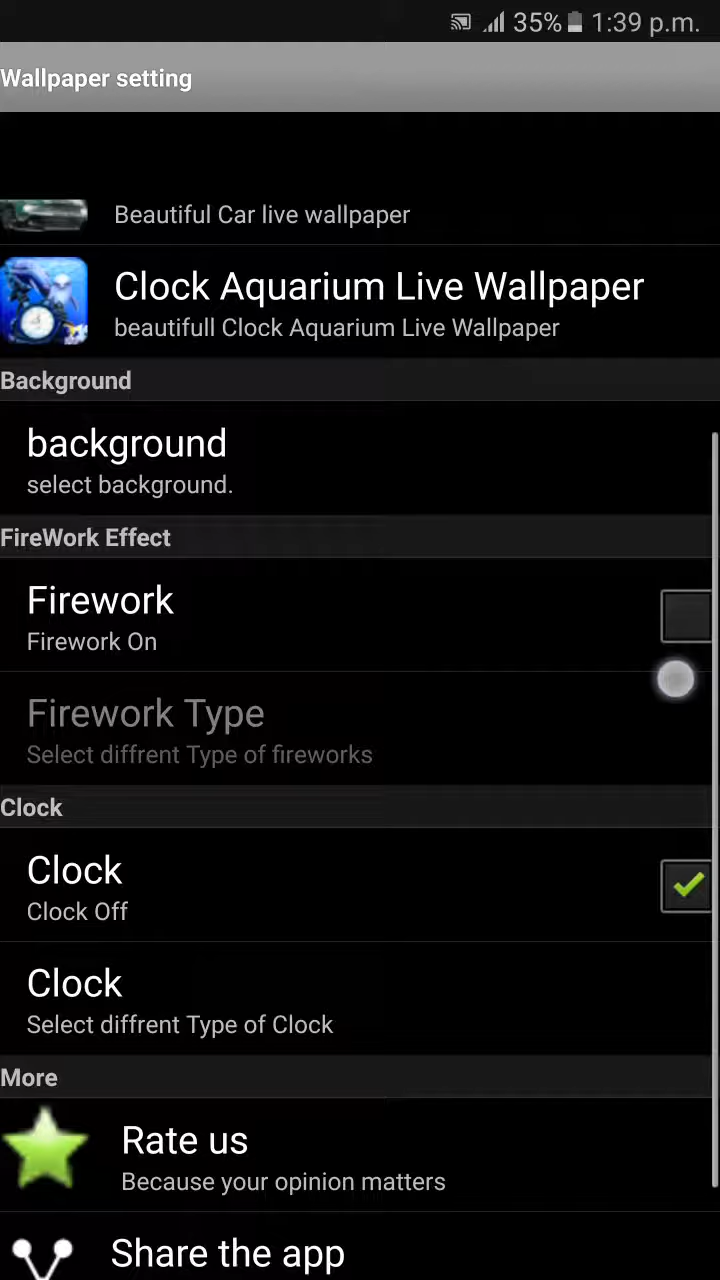 35% 1:39 p.m.
Wallpaper setting
Beautiful Car live wallpaper
Clock Aquarium Live Wallpaper
beautifull Clock Aquarium Live Wallpaper
Background
background
select background.
FireWork Effect
Firework
Firework On
Firework Type
Select diffrent Type of fireworks
Clock
Clock
Clock Off
Clock
Select diffrent Type of Clock
More
Rate us
Because your opinion matters
Share the app